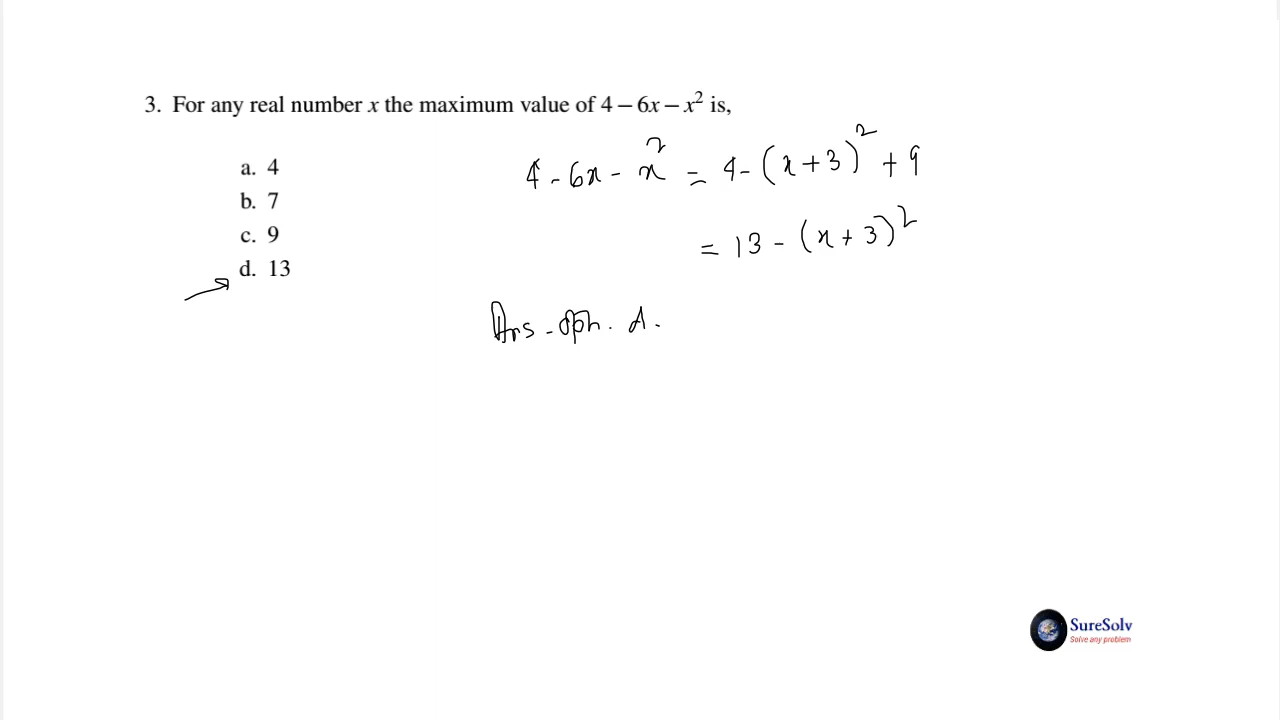 3. For any real number x the maximum value of 4 – 6x – x² is,
a. 4
b. 7
c. 9
d. 13
4 - 6x - x² = 4 - (x + 3)² + 9
= 13 - (x + 3)²
Ans - Opn. d.
SureSolv
Solve any problem